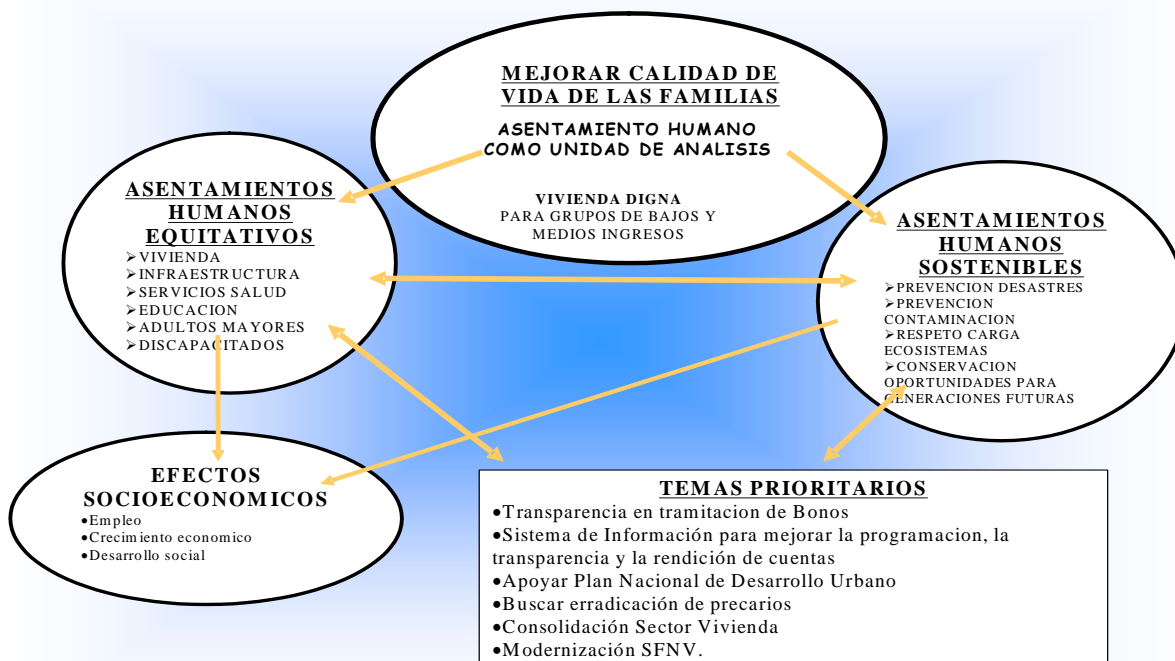 MEJORAR CALIDAD DE
VIDA DE LAS FAMILIAS
ASENTAMIENTO HUMANO
COMO UNIDAD DE ANALISIS
VIVIENDA DIGNA
PARA GRUPOS DE BAJOS Y
MEDIOS INGRESOS
ASENTAMIENTOS
HUMANOS
EQUITATIVOS
➢VIVIENDA
➢INFRAESTRUCTURA
➢SERVICIOS SALUD
➢EDUCACION
➢ADULTOS MAYORES
➢DISCAPACITADOS
ASENTAMIENTOS
HUMANOS
SOSTENIBLES
➢PREVENCION DESASTRES
➢PREVENCION
CONTAMINACION
➢RESPETO CARGA
ECOSISTEMAS
➢CONSERVACION
OPORTUNIDADES PARA
GENERACIONES FUTURAS
EFECTOS
SOCIOECONOMICOS
•Empleo
•Crecimiento economico
•Desarrollo social
TEMAS PRIORITARIOS
•Transparencia en tramitacion de Bonos
•Sistema de Información para mejorar la programacion, la
transparencia y la rendición de cuentas
•Apoyar Plan Nacional de Desarrollo Urbano
•Buscar erradicación de precarios
•Consolidación Sector Vivienda
•Modernización SFNV.